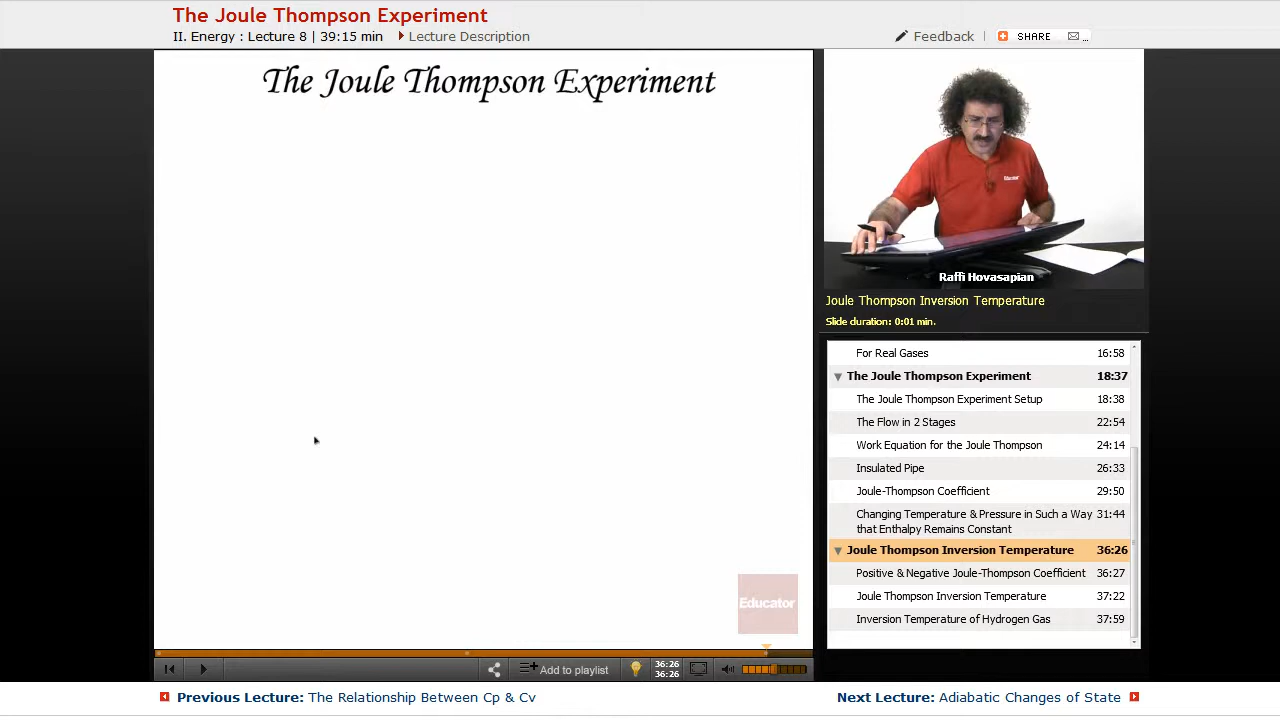 The Joule Thompson Experiment
II. Energy : Lecture 8 | 39:15 min
Lecture Description
Feedback
SHARE
The Joule Thompson Experiment
Educator
Raffi Hovasapian
Joule Thompson Inversion Temperature
Slide duration: 0:01 min.
For Real Gases 16:58
The Joule Thompson Experiment 18:37
The Joule Thompson Experiment Setup 18:38
The Flow in 2 Stages 22:54
Work Equation for the Joule Thompson 24:14
Insulated Pipe 26:33
Joule-Thompson Coefficient 29:50
Changing Temperature & Pressure in Such a Way 31:44
that Enthalpy Remains Constant
Joule Thompson Inversion Temperature 36:26
Positive & Negative Joule-Thompson Coefficient 36:27
Joule Thompson Inversion Temperature 37:22
Inversion Temperature of Hydrogen Gas 37:59
Educator
Add to playlist
36:26
36:26
Previous Lecture: The Relationship Between Cp & Cv
Next Lecture: Adiabatic Changes of State